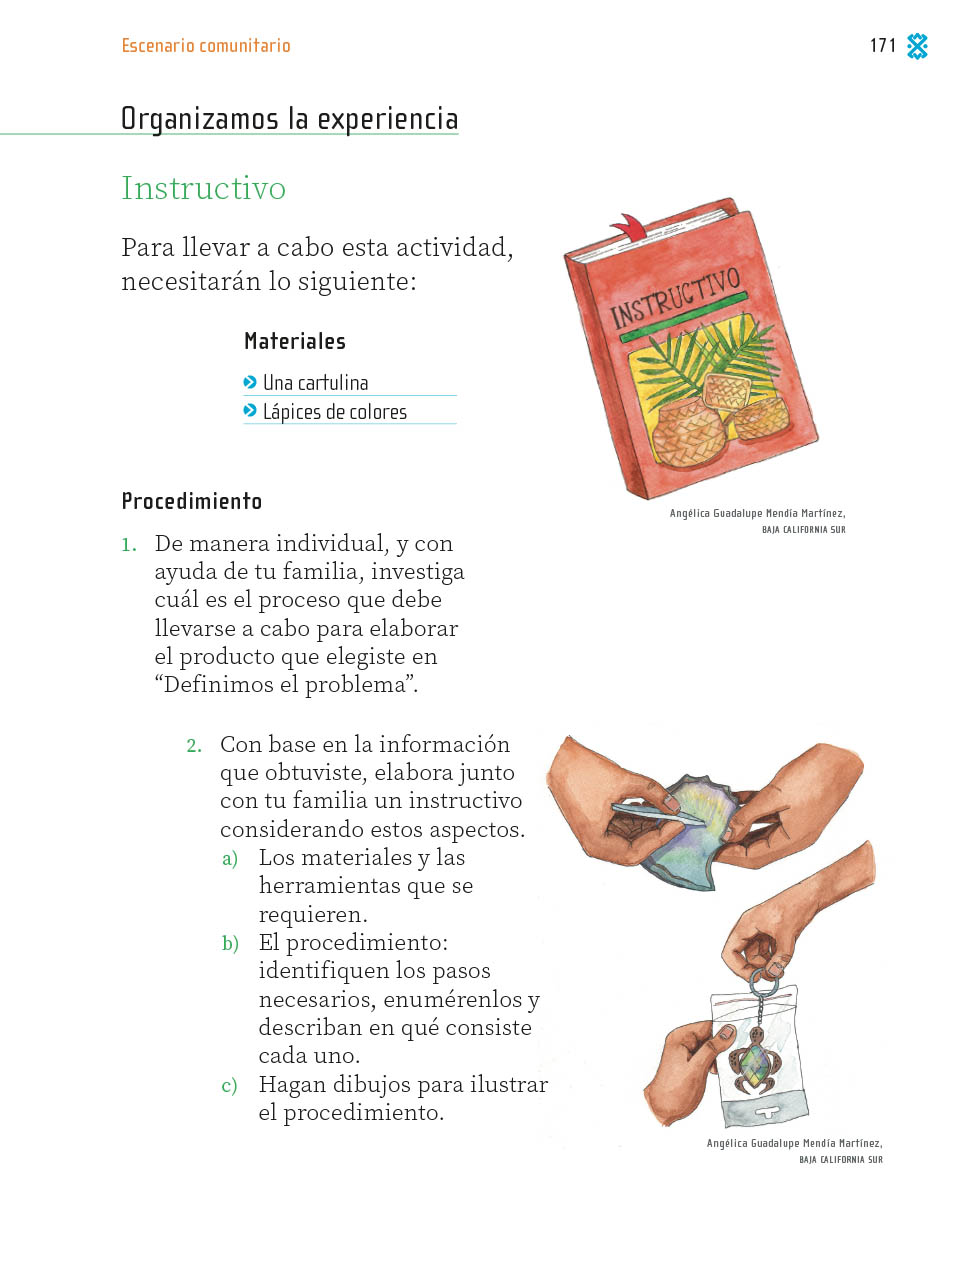 Escenario comunitario
171
Organizamos la experiencia
Instructivo
Para llevar a cabo esta actividad,
necesitarán lo siguiente:
Materiales
Una cartulina
Lápices de colores
INSTRUCTIVO
Angélica Guadalupe Mendía Martínez,
BAJA CALIFORNIA SUR
Procedimiento
1. De manera individual, y con
ayuda de tu familia, investiga
cuál es el proceso que debe
llevarse a cabo para elaborar
el producto que elegiste en
“Definimos el problema”.
2. Con base en la información
que obtuviste, elabora junto
con tu familia un instructivo
considerando estos aspectos.
a) Los materiales y las
herramientas que se
requieren.
b) El procedimiento:
identifiquen los pasos
necesarios, enumérenlos y
describan en qué consiste
cada uno.
c) Hagan dibujos para ilustrar
el procedimiento.
Angélica Guadalupe Mendía Martínez,
BAJA CALIFORNIA SUR